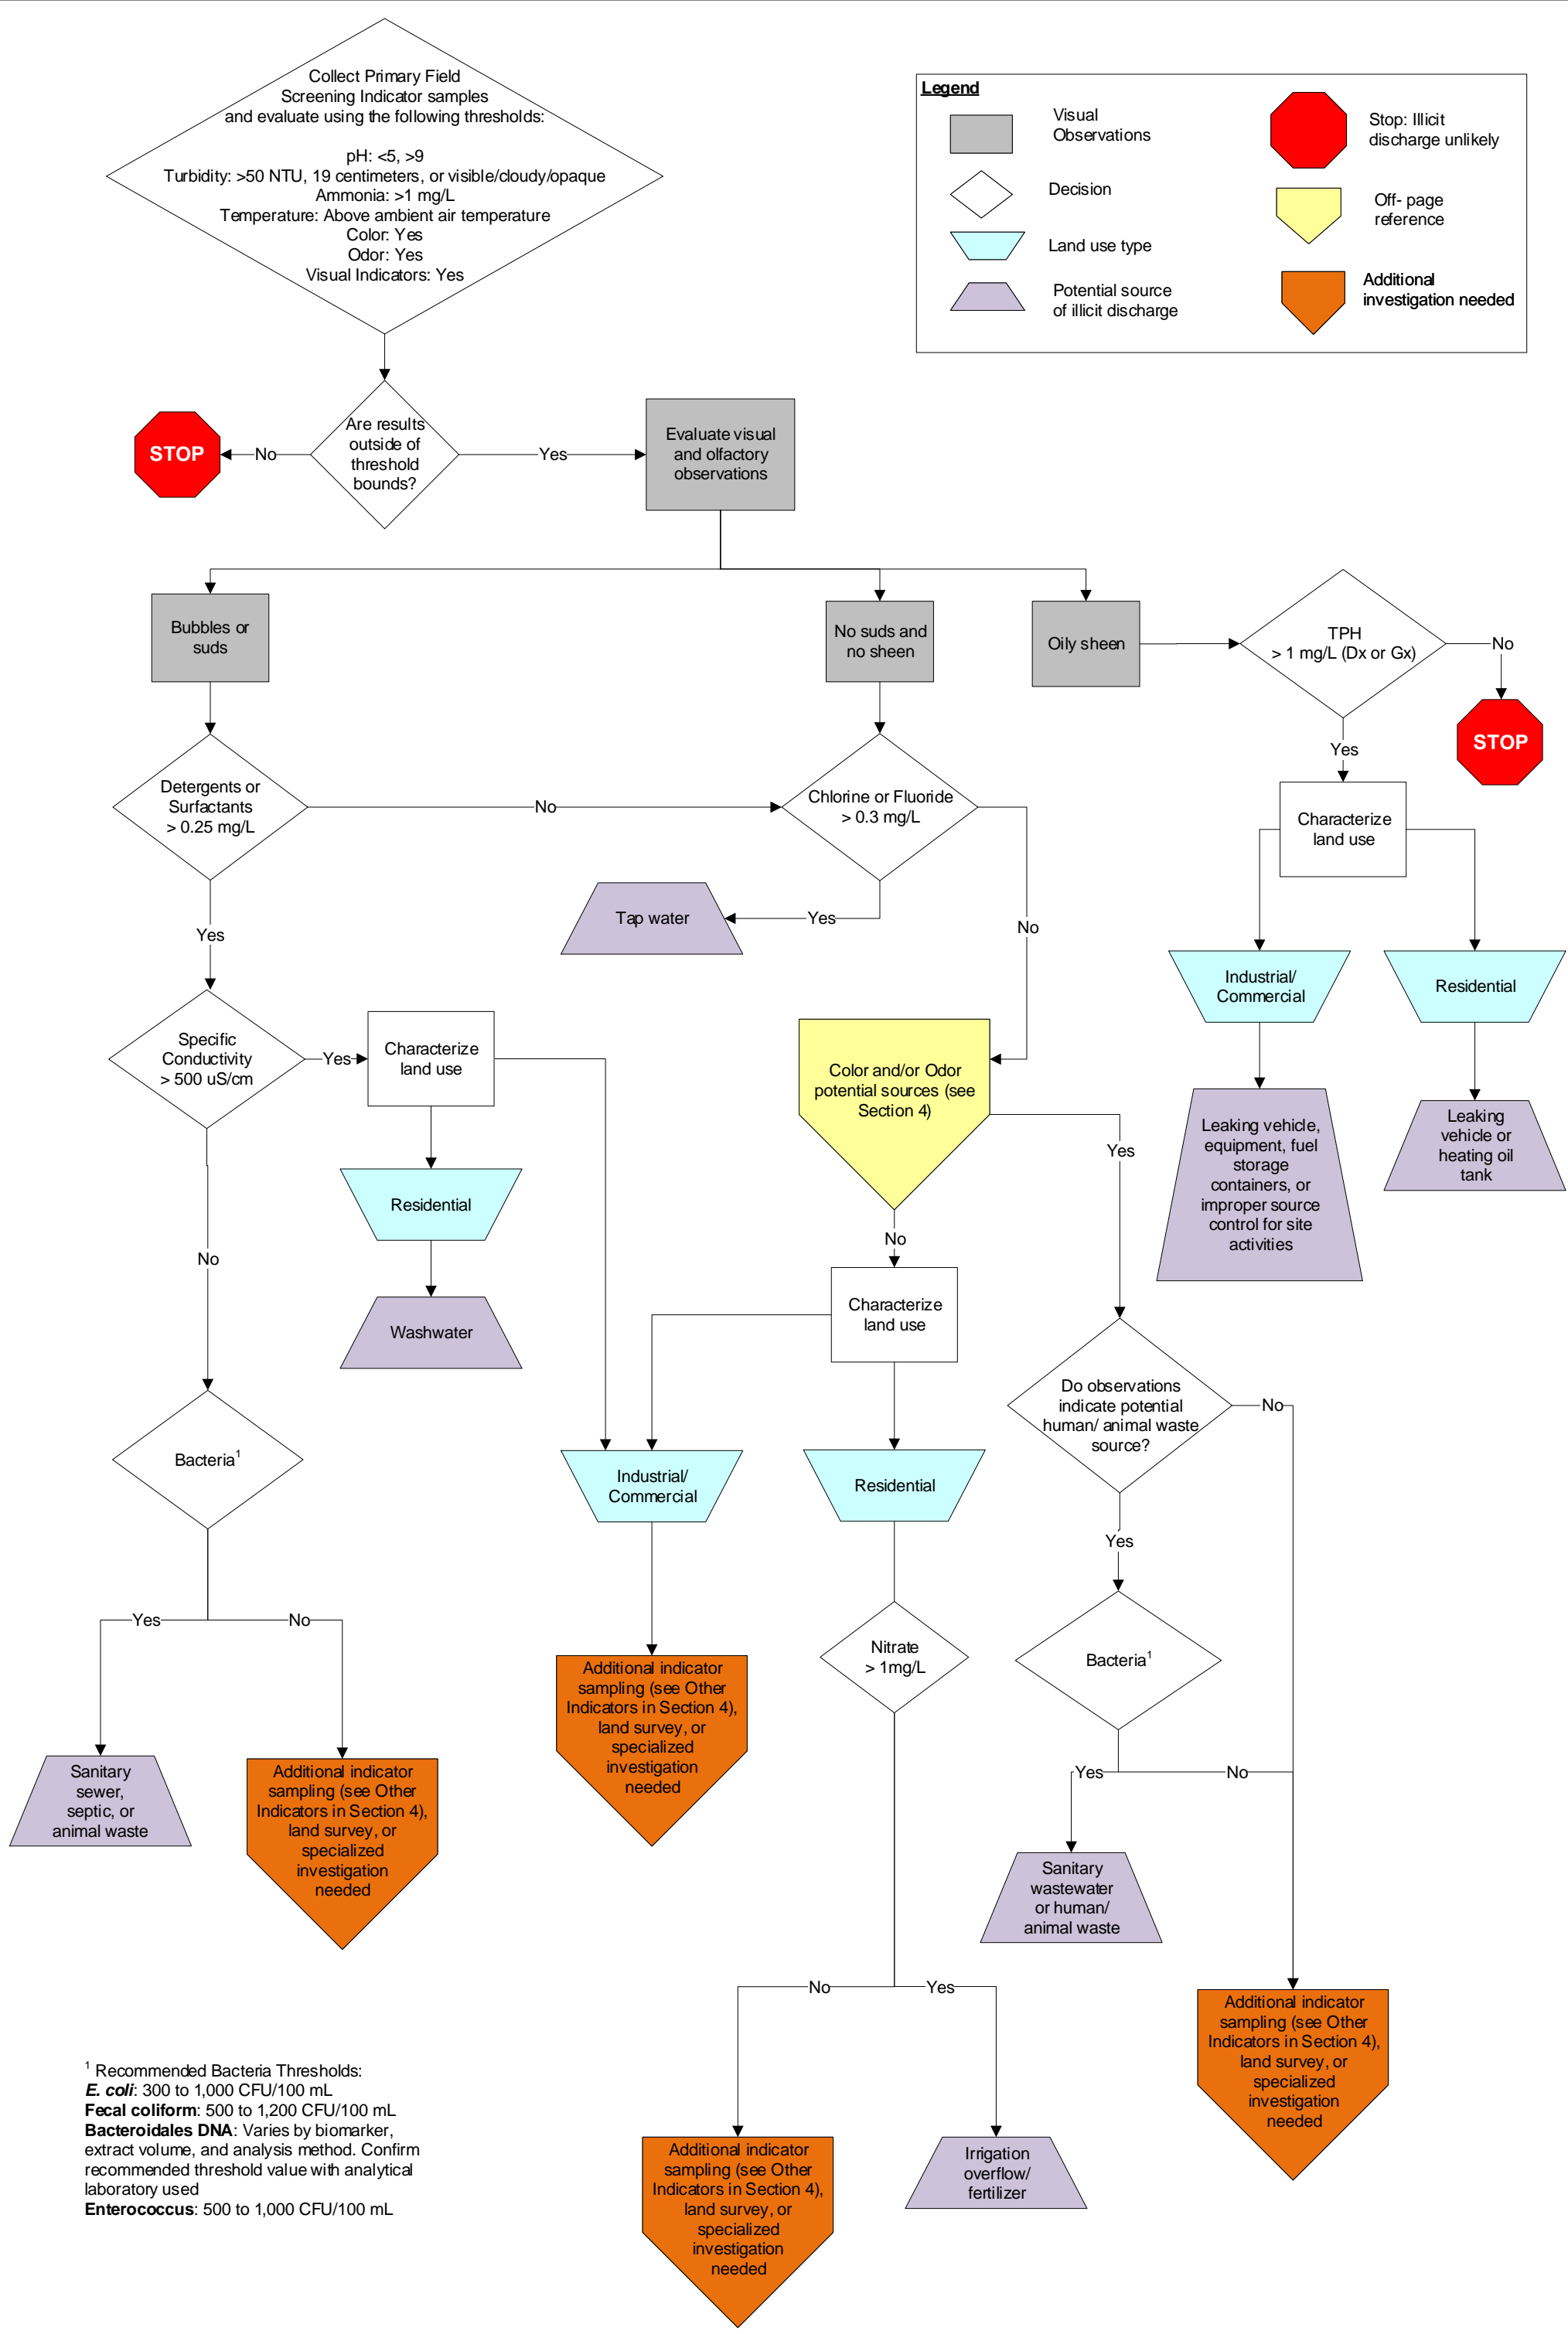 Collect Primary Field
Screening Indicator samples
and evaluate using the following thresholds:
pH: <5, >9
Turbidity: >50 NTU, 19 centimeters, or visible/cloudy/opaque
Ammonia: >1 mg/L
Temperature: Above ambient air temperature
Color: Yes
Odor: Yes
Visual Indicators: Yes
Legend
Visual
Observations
Decision
Land use type
Potential source
of illicit discharge
Stop: Illicit
discharge unlikely
Off- page
reference
Additional
investigation needed
STOP
No
Are results
outside of
threshold
bounds?
Yes
Evaluate visual
and olfactory
observations
Bubbles or
suds
No suds and
no sheen
Oily sheen
TPH
> 1 mg/L (Dx or Gx)
No
STOP
Yes
Detergents or
Surfactants
> 0.25 mg/L
No
Chlorine or Fluoride
> 0.3 mg/L
Characterize
land use
Tap water
Yes
No
Yes
Industrial/
Commercial
Residential
Specific
Conductivity
> 500 uS/cm
Yes
Characterize
land use
Color and/or Odor
potential sources (see
Section 4)
Yes
Leaking vehicle,
equipment, fuel
storage
containers, or
improper source
control for site
activities
Leaking
vehicle or
heating oil
tank
Residential
No
No
Characterize
land use
Washwater
Do observations
indicate potential
human/ animal waste
source?
No
Bacteria1
Industrial/
Commercial
Residential
Yes
Yes
No
Nitrate
> 1mg/L
Bacteria1
Additional indicator
sampling (see Other
Indicators in Section 4),
land survey, or
specialized
investigation
needed
Sanitary
sewer,
septic, or
animal waste
Additional indicator
sampling (see Other
Indicators in Section 4),
land survey, or
specialized
investigation
needed
Yes
No
Sanitary
wastewater
or human/
animal waste
No
Yes
Additional indicator
sampling (see Other
Indicators in Section 4),
land survey, or
specialized
investigation
needed
Additional indicator
sampling (see Other
Indicators in Section 4),
land survey, or
specialized
investigation
needed
Irrigation
overflow/
fertilizer
1 Recommended Bacteria Thresholds:
E. coli: 300 to 1,000 CFU/100 mL
Fecal coliform: 500 to 1,200 CFU/100 mL
Bacteroidales DNA: Varies by biomarker,
extract volume, and analysis method. Confirm
recommended threshold value with analytical
laboratory used
Enterococcus: 500 to 1,000 CFU/100 mL